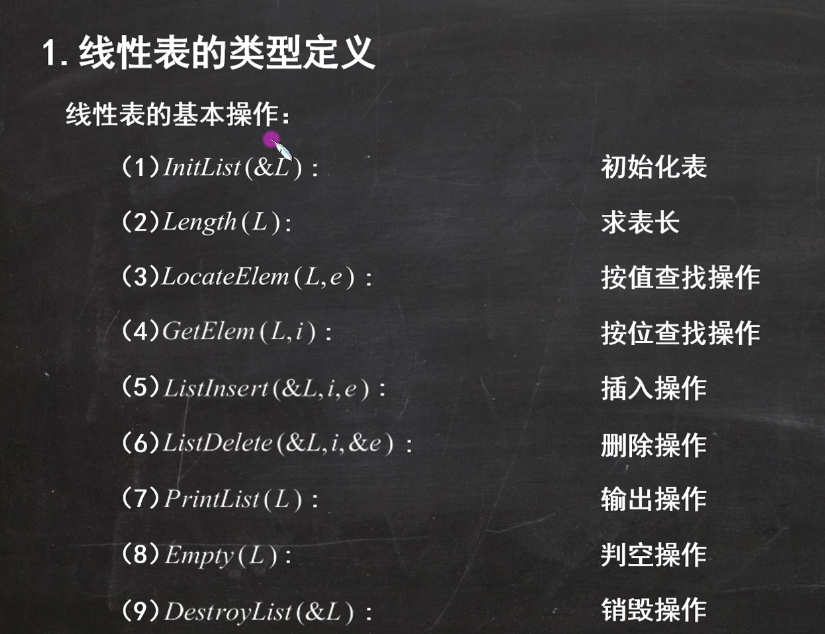 1.线性表的类型定义
线性表的基本操作:
(1)InitList(&L): 初始化表
(2)Length(L): 求表长
(3)LocateElem(L,e): 按值查找操作
(4)GetElem(L,i): 按位查找操作
(5)ListInsert(&L,i,e): 插入操作
(6)ListDelete(&L,i,&e): 删除操作
(7)PrintList(L): 输出操作
(8)Empty(L): 判空操作
(9)DestroyList(&L): 销毁操作